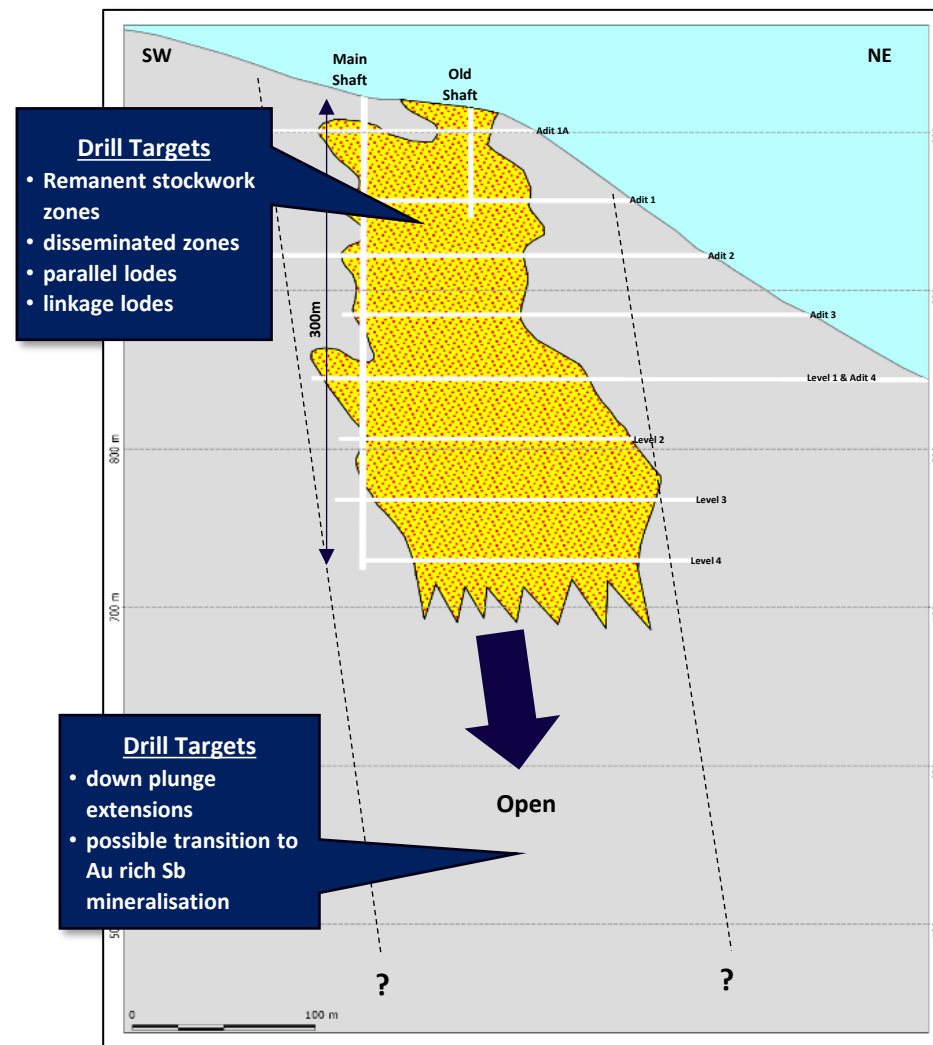 SW
NE
Main
Shaft
Old
Shaft
Adit 1A
Drill Targets
• Remanent stockwork
zones
• disseminated zones
• parallel lodes
• linkage lodes
Adit 1
Adit 2
300m
Adit 3
Level 1 & Adit 4
Level 2
800 m
Level 3
Level 4
700 m
Drill Targets
• down plunge
extensions
• possible transition to
Au rich Sb
mineralisation
Open
?
?
0
100 m